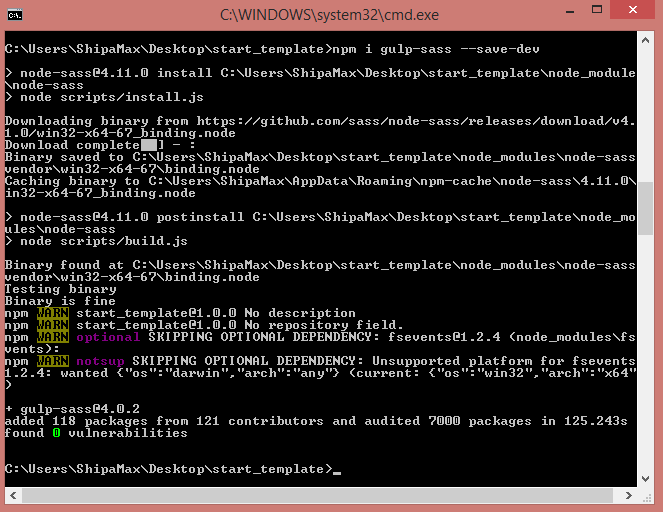 C:\WINDOWS\system32\cmd.exe
C:\Users\ShipaMax\Desktop\start_template>npm i gulp-sass --save-dev
> node-sass@4.11.0 install C:\Users\ShipaMax\Desktop\start_template\node_module
\node-sass
> node scripts/install.js
Downloading binary from https://github.com/sass/node-sass/releases/download/v4.
1.0/win32-x64-67_binding.node
Download complete  ] - :
Binary saved to C:\Users\ShipaMax\Desktop\start_template\node_modules\node-sass
vendor\win32-x64-67\binding.node
Caching binary to C:\Users\ShipaMax\AppData\Roaming\npm-cache\node-sass\4.11.0\
in32-x64-67_binding.node
> node-sass@4.11.0 postinstall C:\Users\ShipaMax\Desktop\start_template\node_mo
ules\node-sass
> node scripts/build.js
Binary found at C:\Users\ShipaMax\Desktop\start_template\node_modules\node-sass
vendor\win32-x64-67\binding.node
Testing binary
Binary is fine
npm WARN start_template@1.0.0 No description
npm WARN start_template@1.0.0 No repository field.
npm WARN optional SKIPPING OPTIONAL DEPENDENCY: fsevents@1.2.4 (node_modules\fs
vents):
npm WARN notsup SKIPPING OPTIONAL DEPENDENCY: Unsupported platform for fsevents
1.2.4: wanted {"os":"darwin","arch":"any"} (current: {"os":"win32","arch":"x64"
)
+ gulp-sass@4.0.2
added 118 packages from 121 contributors and audited 7000 packages in 125.243s
found 0 vulnerabilities
C:\Users\ShipaMax\Desktop\start_template>_